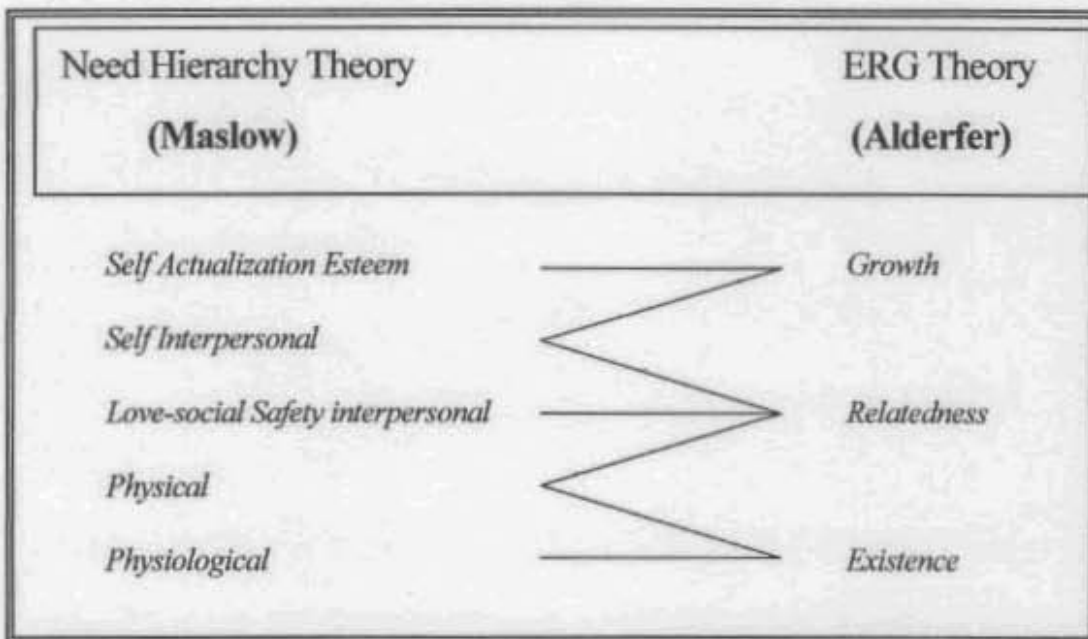 Need Hierarchy Theory
ERG Theory
(Maslow)
(Alderfer)
Self Actualization Esteem
Growth
Self Interpersonal
Love-social Safety interpersonal
Relatedness
Physical
Physiological
Existence